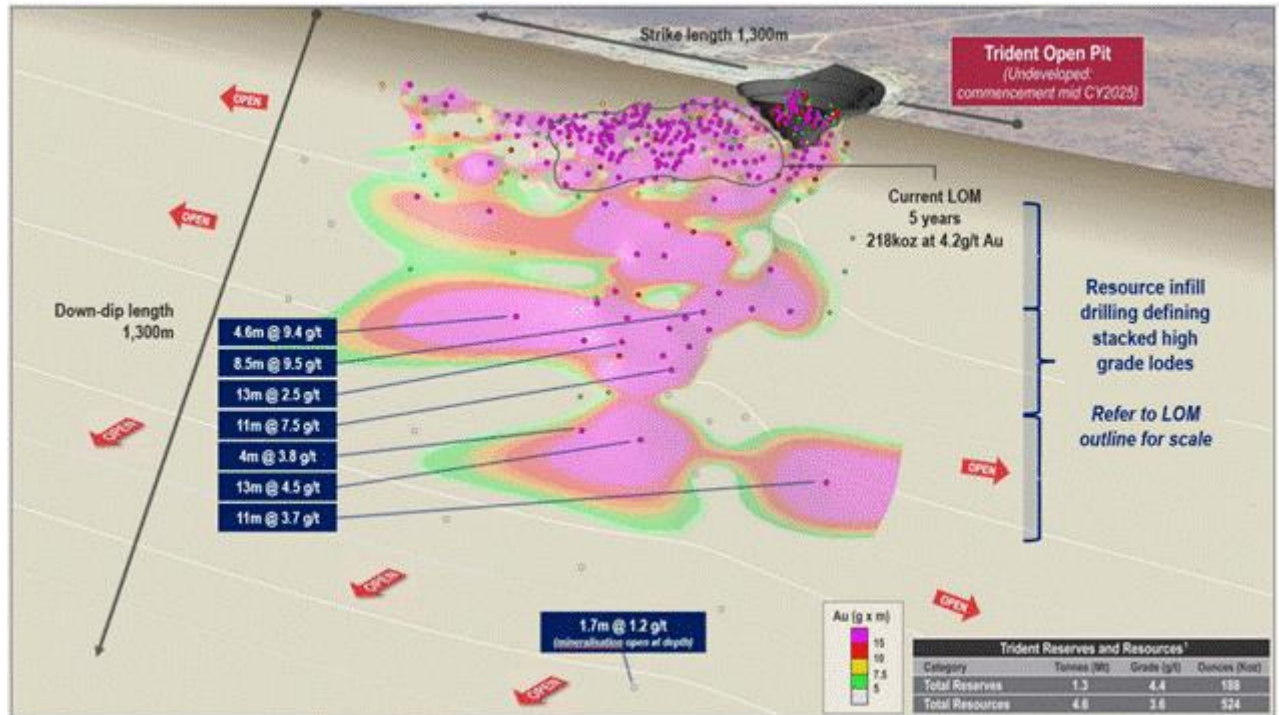 Strike length 1,300m
Trident Open Pit
(Undeveloped:
commencement mid CY2025)
OPEN
OPEN
Current LOM
5 years
218koz at 4.2g/t Au
Down-dip length
1,300m
Resource infill
drilling defining
stacked high
grade lodes
Refer to LOM
outline for scale
4.6m @ 9.4 g/t
8.5m @ 9.5 g/t
13m @ 2.5 g/t
11m @ 7.5 g/t
4m @ 3.8 g/t
13m @ 4.5 g/t
11m @ 3.7 g/t
OPEN
OPEN
OPEN
OPEN
OPEN
1.7m @ 1.2 g/t
(mineralisation open at depth)
Au (g x m)
15
10
7.5
5
Trident Reserves and Resources¹
Category Tonnes (Mt) Grade (g/t) Ounces (Koz)
Total Reserves 1.3 4.4 188
Total Resources 4.6 3.6 524